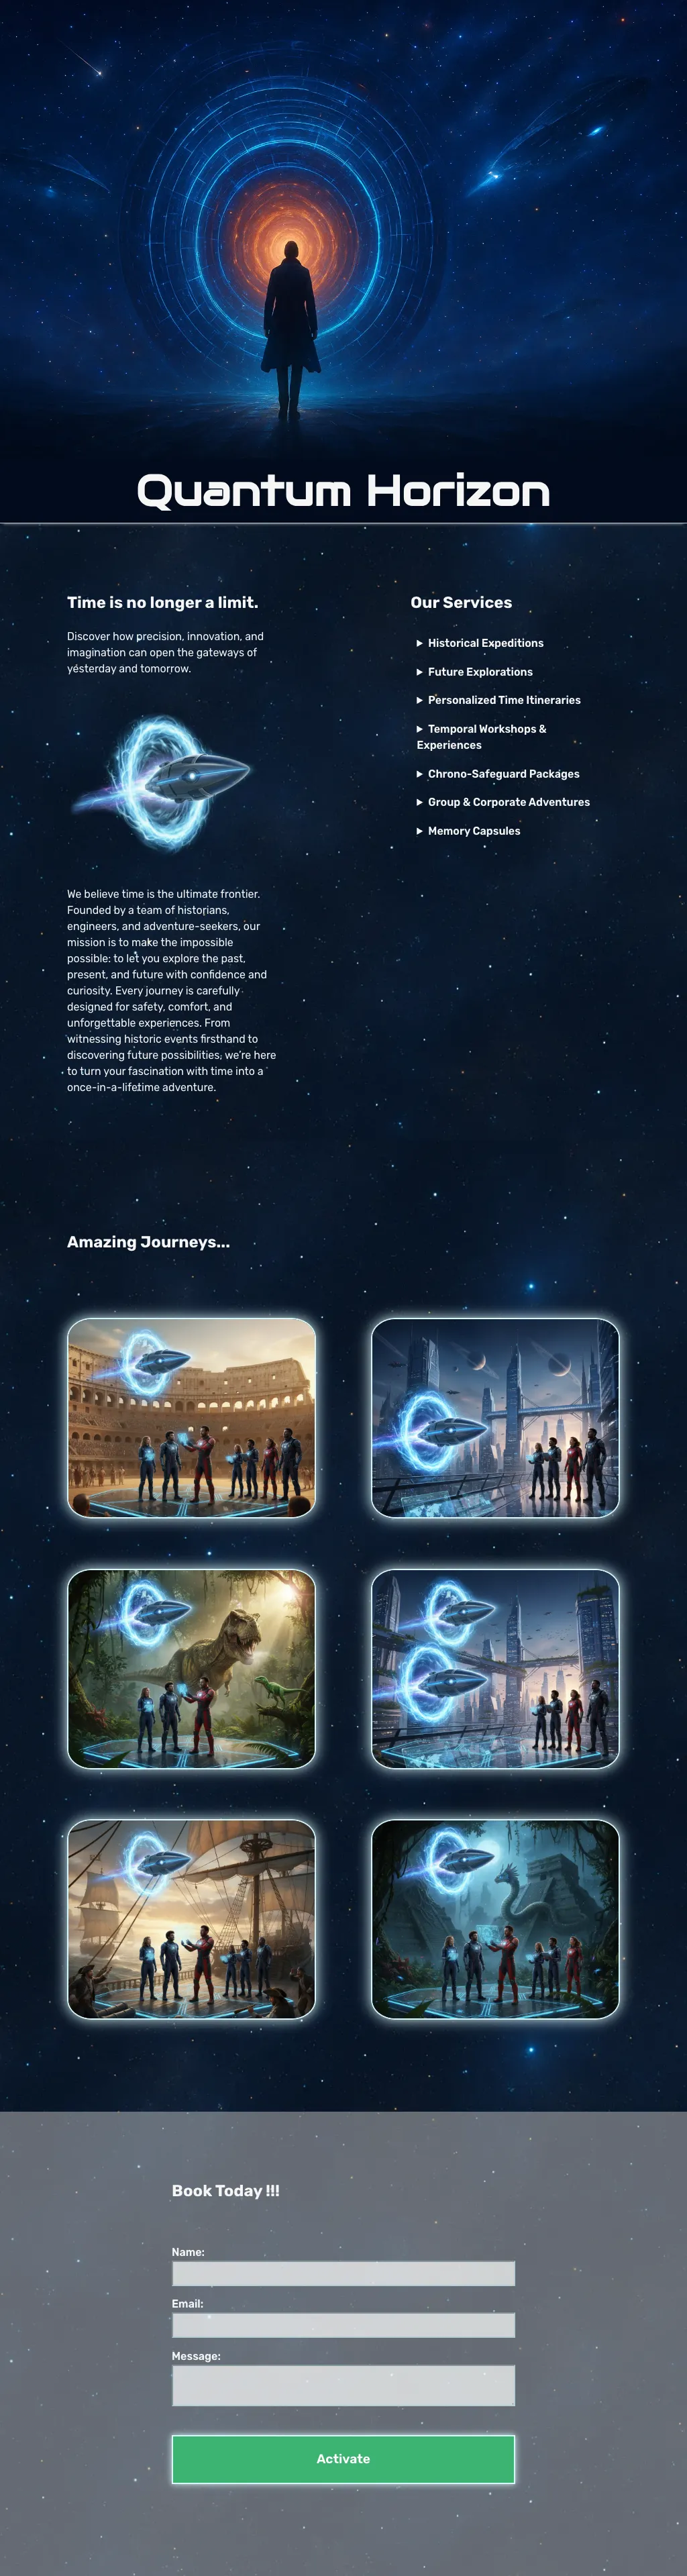 Quantum Horizon
Time is no longer a limit.
Discover how precision, innovation, and
imagination can open the gateways of
yesterday and tomorrow.
We believe time is the ultimate frontier.
Founded by a team of historians,
engineers, and adventure-seekers, our
mission is to make the impossible
possible: to let you explore the past,
present, and future with confidence and
curiosity. Every journey is carefully
designed for safety, comfort, and
unforgettable experiences. From
witnessing historic events firsthand to
discovering future possibilities, we're here
to turn your fascination with time into a
once-in-a-lifetime adventure.
Our Services
Historical Expeditions
Future Explorations
Personalized Time Itineraries
Temporal Workshops &
Experiences
Chrono-Safeguard Packages
Group & Corporate Adventures
Memory Capsules
Amazing Journeys...
Book Today !!!
Name:
Email:
Message:
Activate